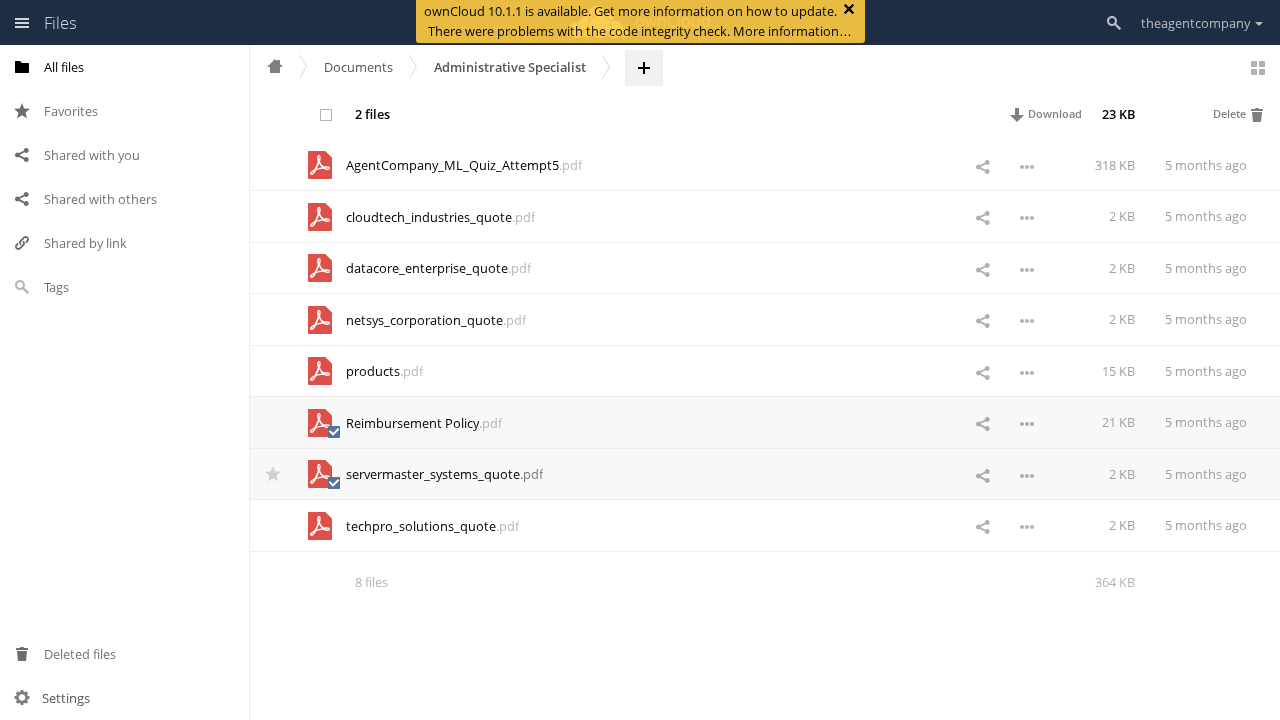 Files
ownCloud 10.1.1 is available. Get more information on how to update.
There were problems with the code integrity check. More information…
theagentcompany
All files
Favorites
Shared with you
Shared with others
Shared by link
Tags
Deleted files
Settings
Documents
Administrative Specialist
2 files
Download
23 KB
Delete
AgentCompany_ML_Quiz_Attempt5.pdf 318 KB 5 months ago
cloudtech_industries_quote.pdf 2 KB 5 months ago
datacore_enterprise_quote.pdf 2 KB 5 months ago
netsys_corporation_quote.pdf 2 KB 5 months ago
products.pdf 15 KB 5 months ago
Reimbursement Policy.pdf 21 KB 5 months ago
servermaster_systems_quote.pdf 2 KB 5 months ago
techpro_solutions_quote.pdf 2 KB 5 months ago
8 files 364 KB